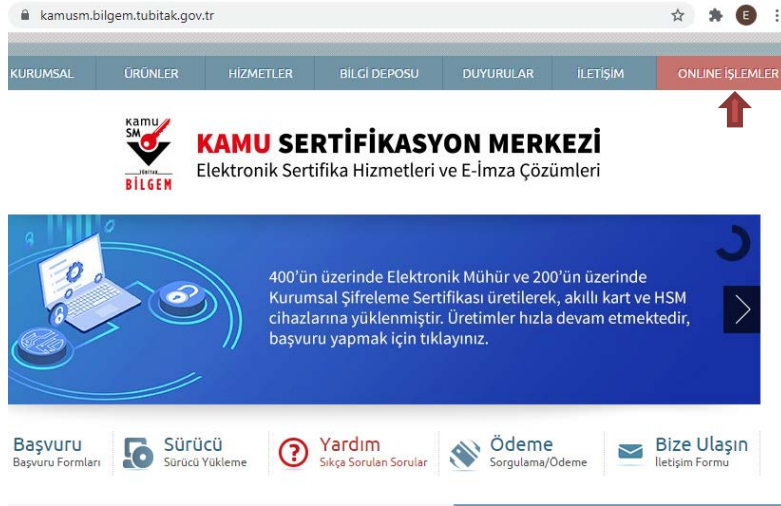 kamusm.bilgem.tubitak.gov.tr
E
KURUMSAL ÜRÜNLER HİZMETLER BİLGİ DEPOSU DUYURULAR İLETİŞİM ONLINE İŞLEMLER
Kamu
SM
TÜBİTAK
BİLGEM
KAMU SERTİFİKASYON MERKEZİ
Elektronik Sertifika Hizmetleri ve E-İmza Çözümleri
400'ün üzerinde Elektronik Mühür ve 200'ün üzerinde
Kurumsal Şifreleme Sertifikası üretilerek, akıllı kart ve HSM
cihazlarına yüklenmiştir. Üretimler hızla devam etmektedir,
başvuru yapmak için tıklayınız.
Başvuru
Başvuru Formları
Sürücü
Sürücü Yükleme
Yardım
Sıkça Sorulan Sorular
Ödeme
Sorgulama/Ödeme
Bize Ulaşın
İletişim Formu